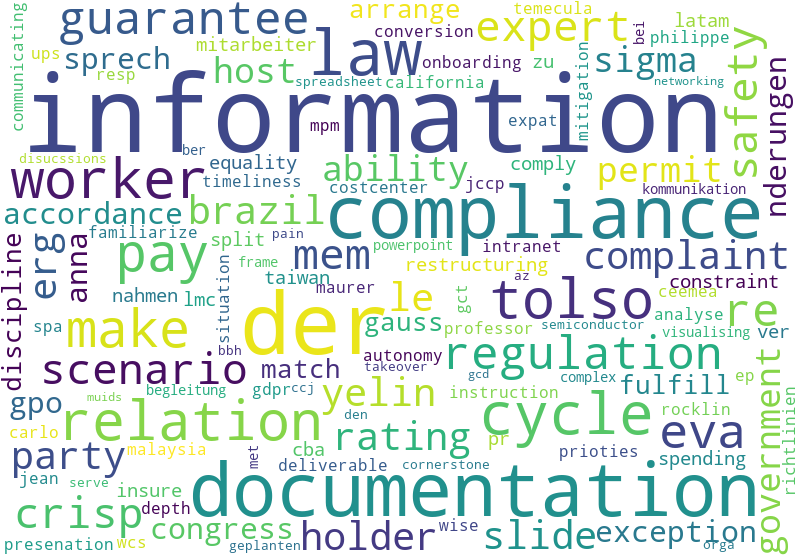 communicating
guarantee
arrange
temecula
expert
latam
ups
sprech
mitarbeiter
conversion
law
bei
philippe
resp
host
onboarding
zu
sigma
safety
spreadsheet
california
mitigation
networking
information
nderungen
mpm
expat
disucssions
ber
equality
ability
comply
permit
worker
timeliness
costcenter
jccp
kommunikation
accordance
brazil
compliance
familiarize
split
pain
powerpoint
intranet
complaint
erg
anna
pay
mem
frame
restructuring
az
constraint
discipline
nahmen
lmc
situation
taiwan
maurer
le
gct
tolso
ceemea
re
spa
make
der
gauss
professor
semiconductor
analyse
visualising
ver
bbh
autonomy
scenario
match
takeover
regulation
government
gpo
muids
begleitung
gdpr
ccj
yelin
gcd
instruction
complex
fulfill
ep
relation
den
cycle
rocklin
richtlinien
carlo
rating
pr
eva
party
malaysia
met
cba
prioties
jean
serve
deliverable
cornerstone
spending
insure
depth
documentation
crisp
congress
holder
wise
slide
exception
presenation
wcs
geplanten
orga